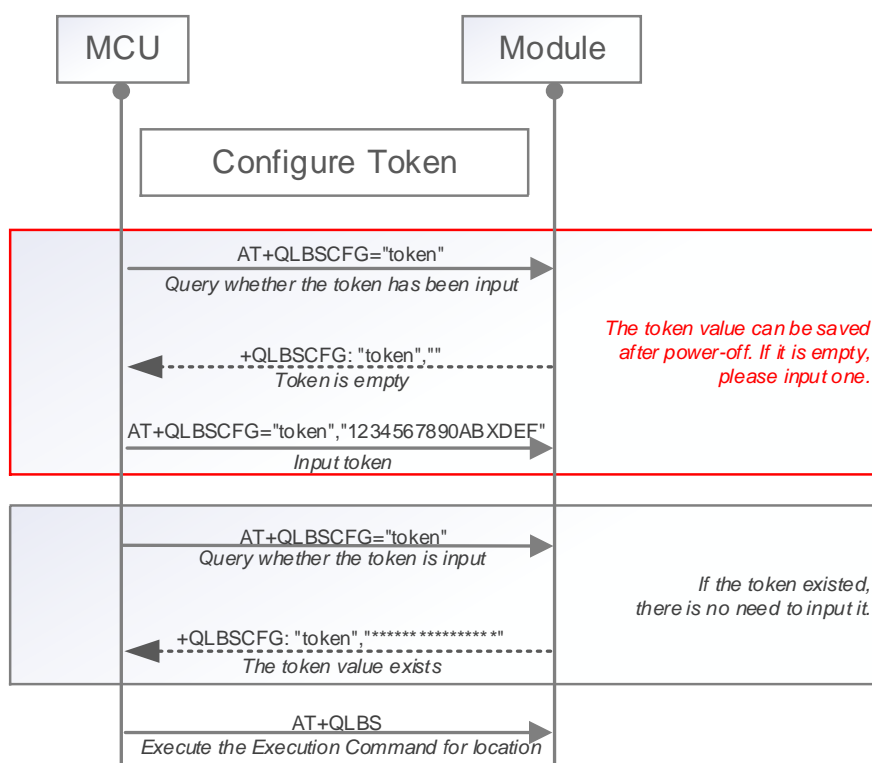 MCU
Module
Configure Token
AT+QLBSCFG="token"
Query whether the token has been input
The token value can be saved
after power-off. If it is empty,
please input one.
+QLBSCFG: "token",""
Token is empty
AT+QLBSCFG="token","1234567890ABXDEF"
Input token
AT+QLBSCFG="token"
Query whether the token is input
If the token existed,
there is no need to input it.
+QLBSCFG: "token","****************"
The token value exists
AT+QLBS
Execute the Execution Command for location